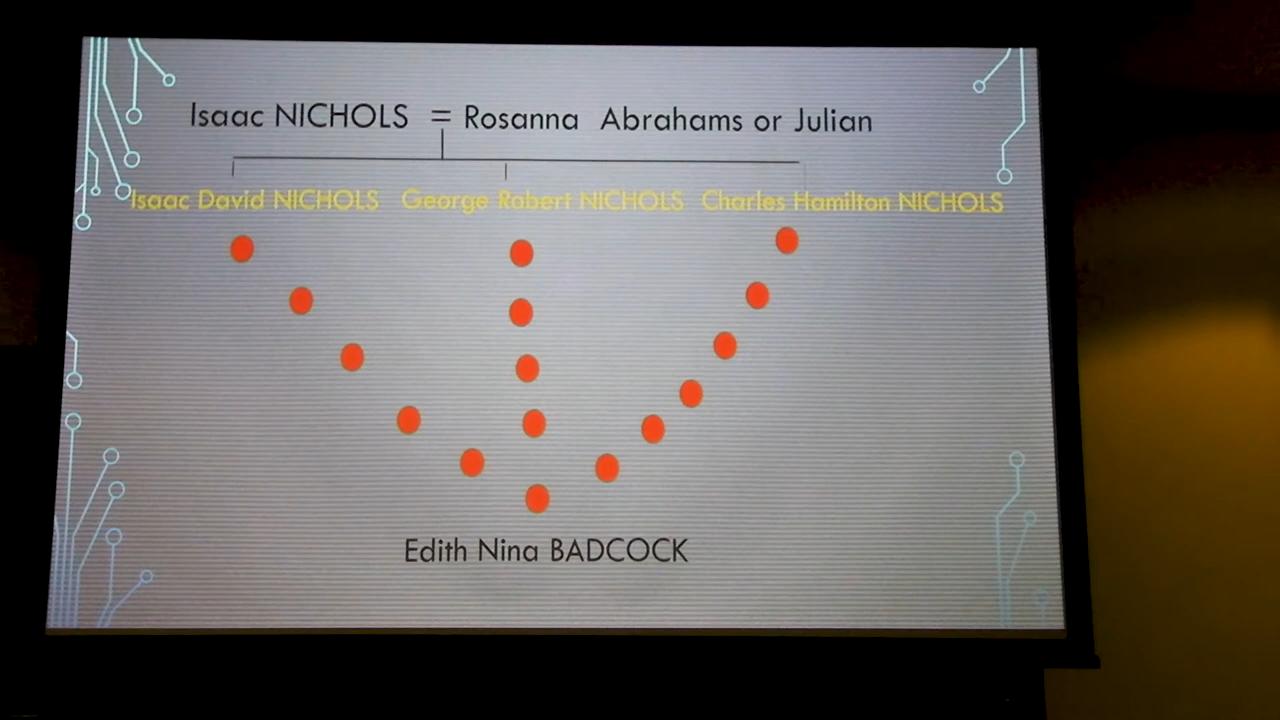 Isaac NICHOLS = Rosanna Abrahams or Julian
Isaac David NICHOLS George Robert NICHOLS Charles Hamilton NICHOLS
Edith Nina BADCOCK